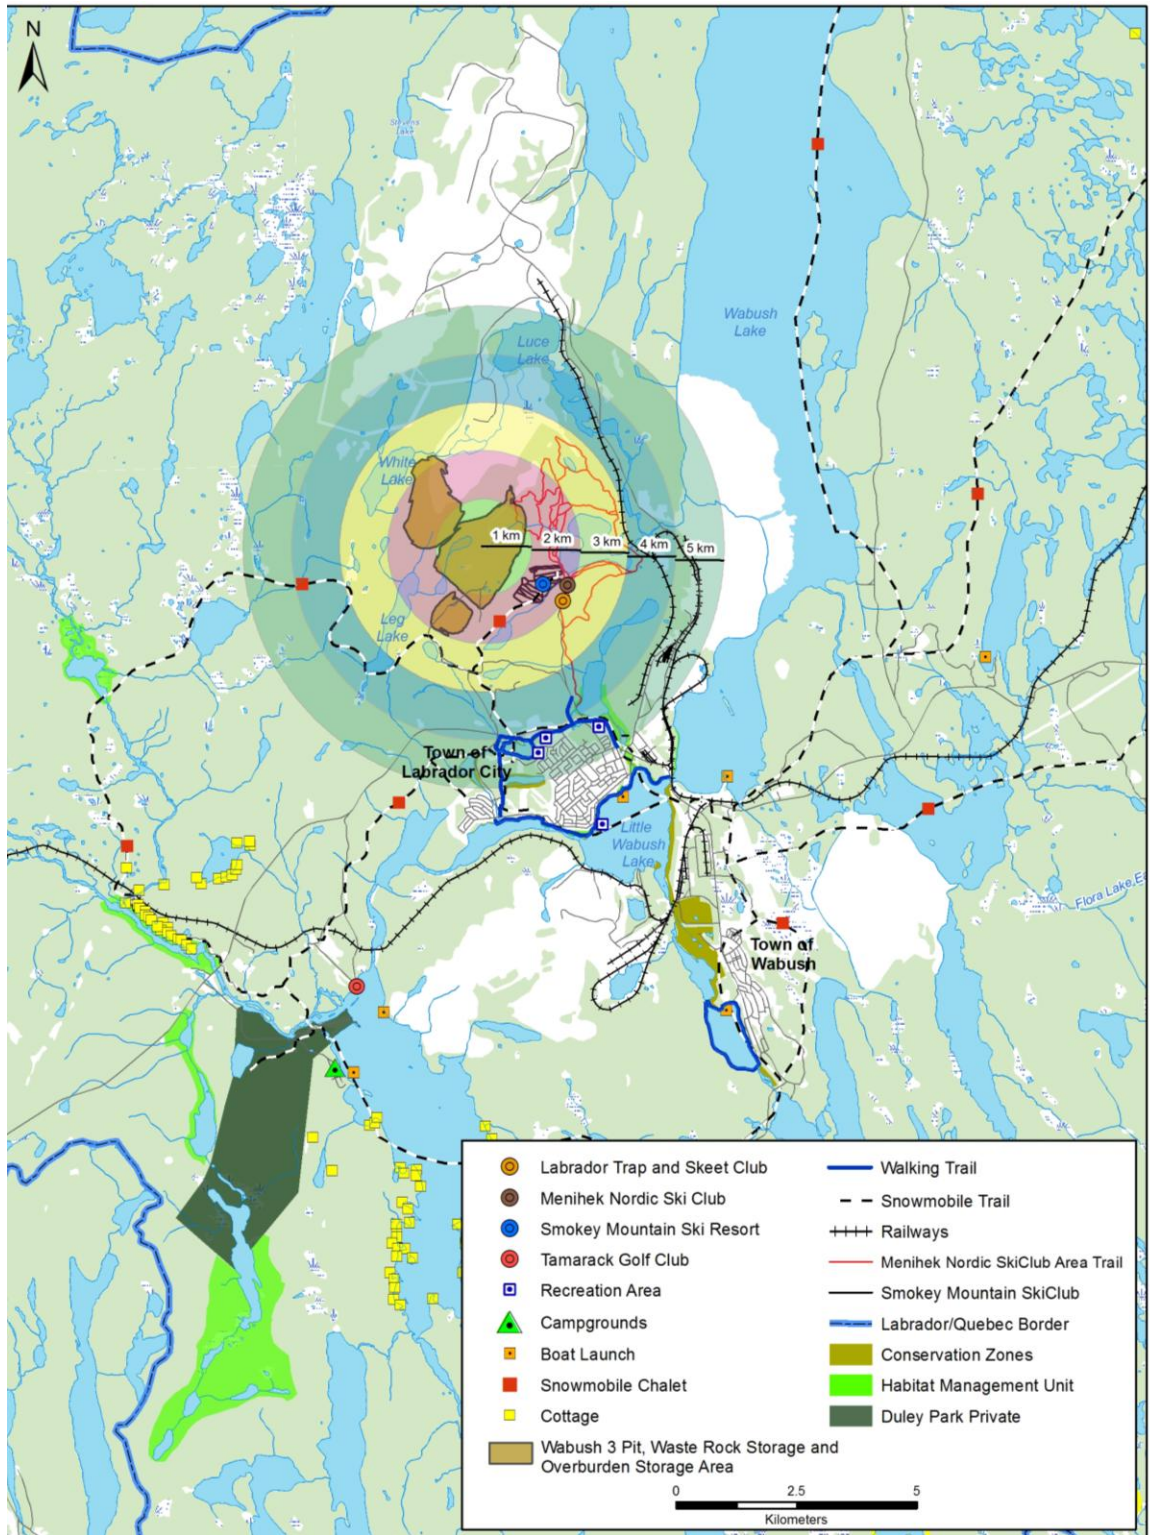 N
Stevens
Lake
Wabush
Lake
Luce
Lake
White
Lake
1 km
2 km
3 km
4 km
5 km
Leg
Lake
Town of
Labrador City
Little
Wabush
Lake
Flora Lake
Town of
Wabush
Labrador Trap and Skeet Club
Menihek Nordic Ski Club
Smokey Mountain Ski Resort
Tamarack Golf Club
Recreation Area
Campgrounds
Boat Launch
Snowmobile Chalet
Cottage
Wabush 3 Pit, Waste Rock Storage and
Overburden Storage Area
Walking Trail
Snowmobile Trail
Railways
Menihek Nordic SkiClub Area Trail
Smokey Mountain SkiClub
Labrador/Quebec Border
Conservation Zones
Habitat Management Unit
Duley Park Private
0
2.5
5
Kilometers